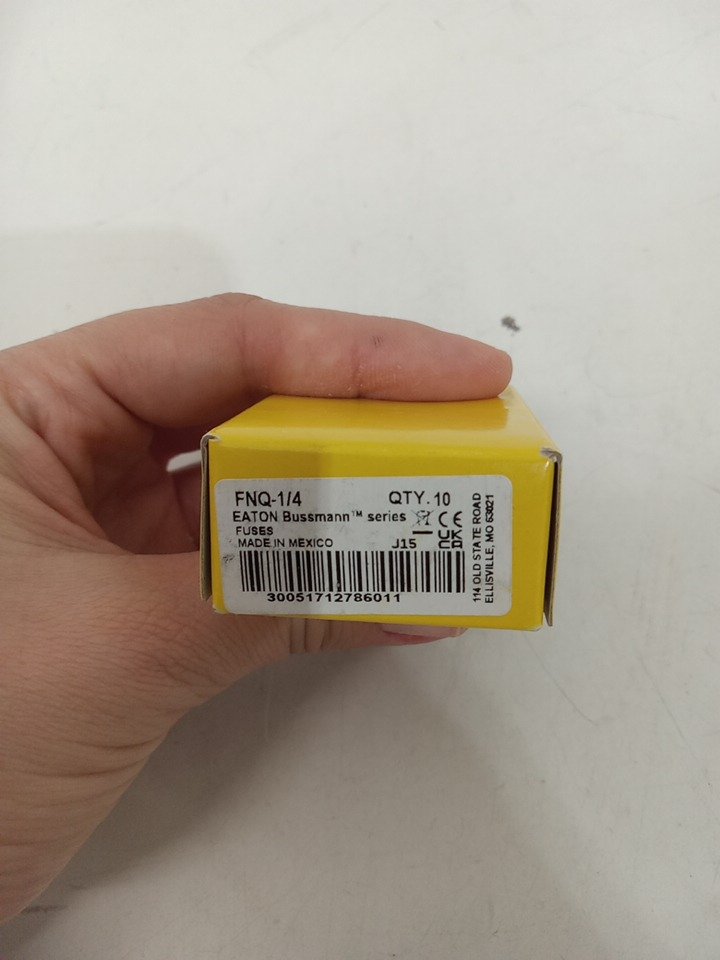 FNQ-1/4 QTY. 10
EATON Bussmann™ series
FUSES
MADE IN MEXICO J15
30051712786011
114 OLD STATE ROAD
ELLISVILLE, MO 63021